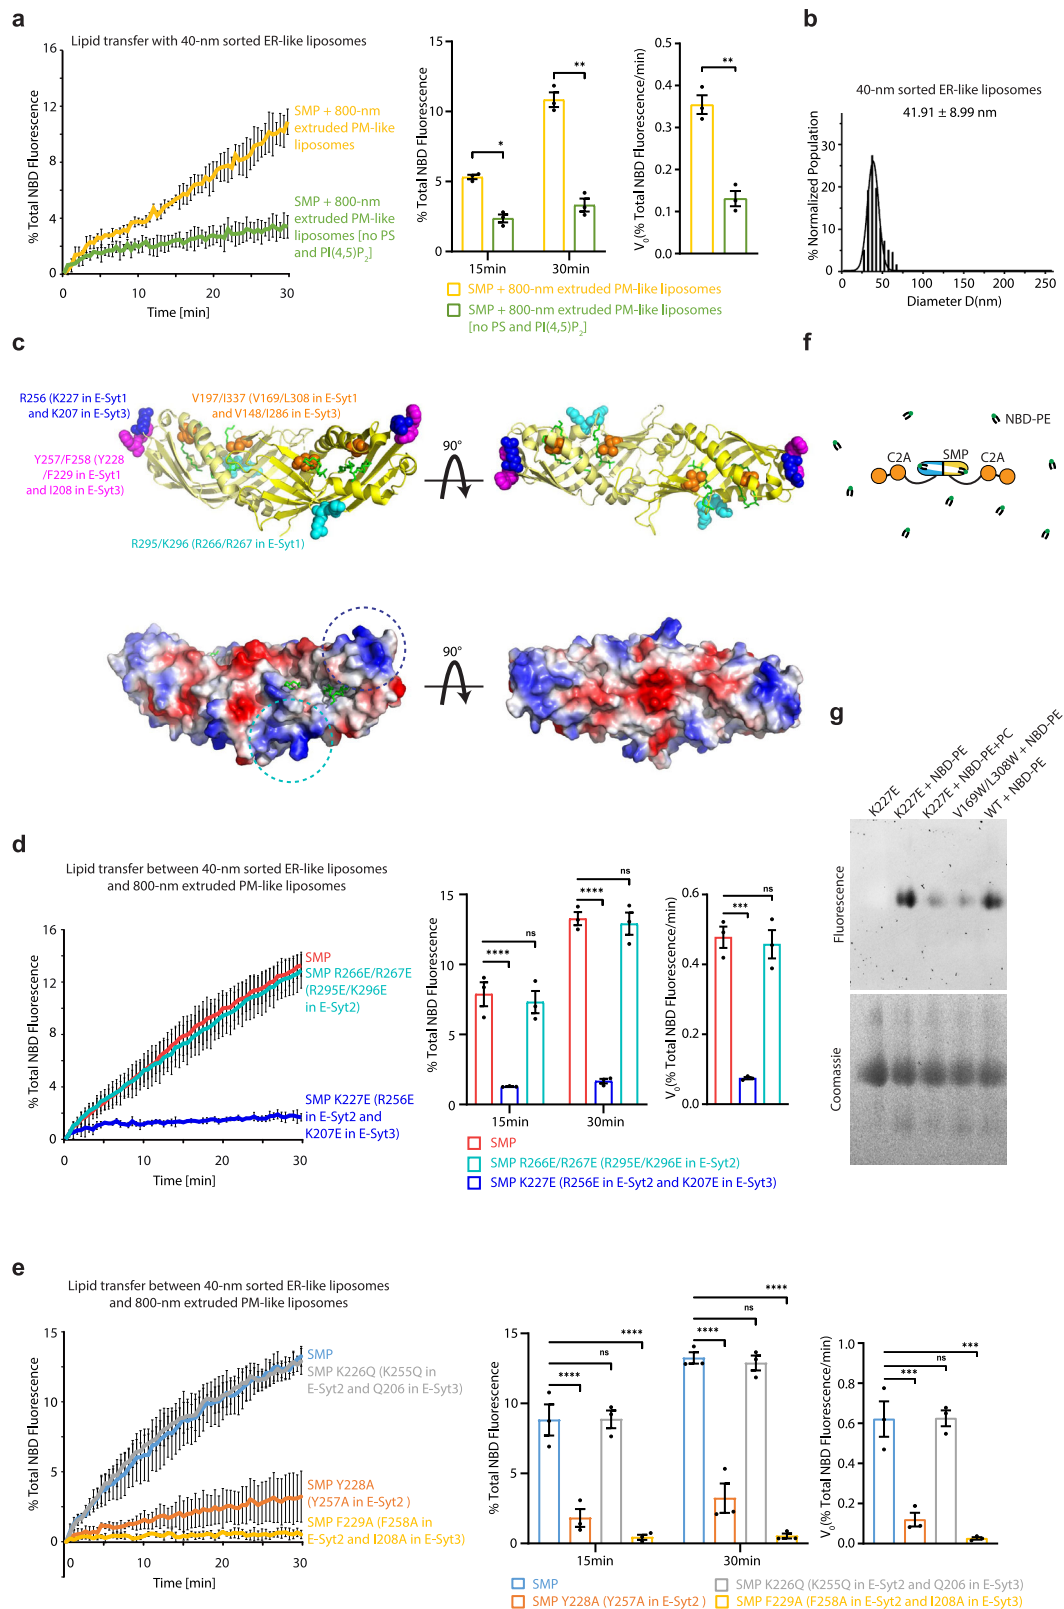 a
Lipid transfer with 40-nm sorted ER-like liposomes
% Total NBD Fluorescence
16
12
8
4
0
0
10
20
30
Time [min]
SMP + 800-nm
extruded PM-like
liposomes
SMP + 800-nm
extruded PM-like
liposomes [no PS
and PI(4,5)P2]
% Total NBD Fluorescence
15
10
5
0
*
**
15min
30min
V0(% Total NBD Fluorescence/min)
0.5
0.4
0.3
0.2
0.1
0.0
**
SMP + 800-nm extruded PM-like liposomes
SMP + 800-nm extruded PM-like liposomes
[no PS and PI(4,5)P2]
b
40-nm sorted ER-like liposomes
41.91 ± 8.99 nm
% Normalized Population
30
20
10
0
0
50
100
150
200
250
Diameter D(nm)
c
R256 (K227 in E-Syt1
and K207 in E-Syt3)
V197/I337 (V169/L308 in E-Syt1
and V148/I286 in E-Syt3)
Y257/F258 (Y228
/F229 in E-Syt1
and I208 in E-Syt3)
R295/K296 (R266/R267 in E-Syt1)
90°
90°
f
NBD-PE
C2A
SMP
C2A
g
K227E
K227E + NBD-PE
K227E + NBD-PE+PC
V169W/L308W + NBD-PE
WT + NBD-PE
Fluorescence
Coomassie
d
Lipid transfer between 40-nm sorted ER-like liposomes
and 800-nm extruded PM-like liposomes
% Total NBD Fluorescence
16
12
8
4
0
0
10
20
30
Time [min]
SMP
SMP R266E/R267E
(R295E/K296E
in E-Syt2)
SMP K227E (R256E
in E-Syt2 and
K207E in E-Syt3)
% Total NBD Fluorescence
15
10
5
0
ns
****
ns
****
15min
30min
V0(% Total NBD Fluorescence/min)
0.6
0.4
0.2
0.0
ns
***
SMP
SMP R266E/R267E (R295E/K296E in E-Syt2)
SMP K227E (R256E in E-Syt2 and K207E in E-Syt3)
e
Lipid transfer between 40-nm sorted ER-like liposomes
and 800-nm extruded PM-like liposomes
% Total NBD Fluorescence
15
10
5
0
0
10
20
30
Time [min]
SMP
SMP K226Q (K255Q in
E-Syt2 and Q206 in E-Syt3)
SMP Y228A
(Y257A in E-Syt2 )
SMP F229A (F258A in
E-Syt2 and I208A in E-Syt3)
% Total NBD Fluorescence
15
10
5
0
****
ns
****
****
ns
****
15min
30min
V0(% Total NBD Fluorescence/min)
1.0
0.8
0.6
0.4
0.2
0.0
***
ns
***
SMP
SMP K226Q (K255Q in E-Syt2 and Q206 in E-Syt3)
SMP Y228A (Y257A in E-Syt2 )
SMP F229A (F258A in E-Syt2 and I208A in E-Syt3)